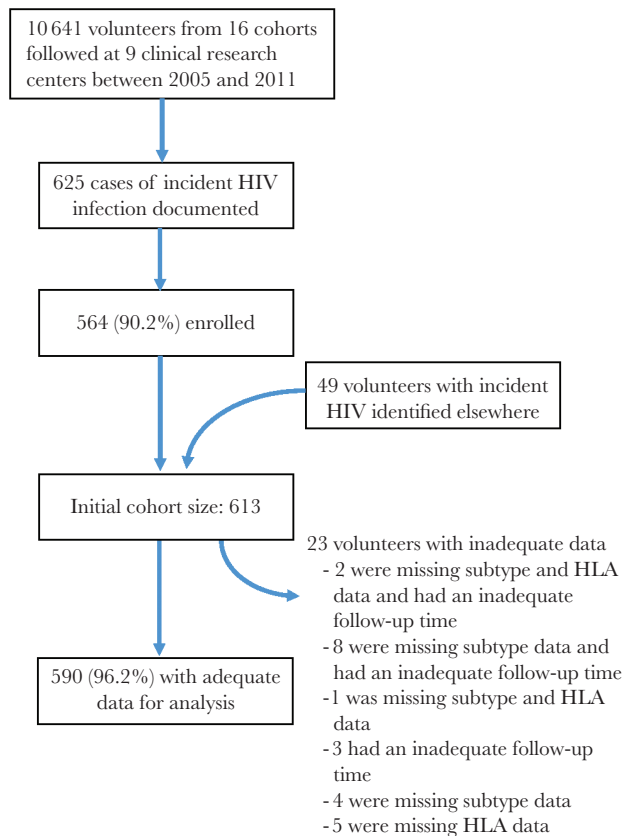 10 641 volunteers from 16 cohorts
followed at 9 clinical research
centers between 2005 and 2011
625 cases of incident HIV
infection documented
564 (90.2%) enrolled
49 volunteers with incident
HIV identified elsewhere
Initial cohort size: 613
23 volunteers with inadequate data
- 2 were missing subtype and HLA
data and had an inadequate
follow-up time
- 8 were missing subtype data and
had an inadequate follow-up time
- 1 was missing subtype and HLA
data
- 3 had an inadequate follow-up
time
- 4 were missing subtype data
- 5 were missing HLA data
590 (96.2%) with adequate
data for analysis